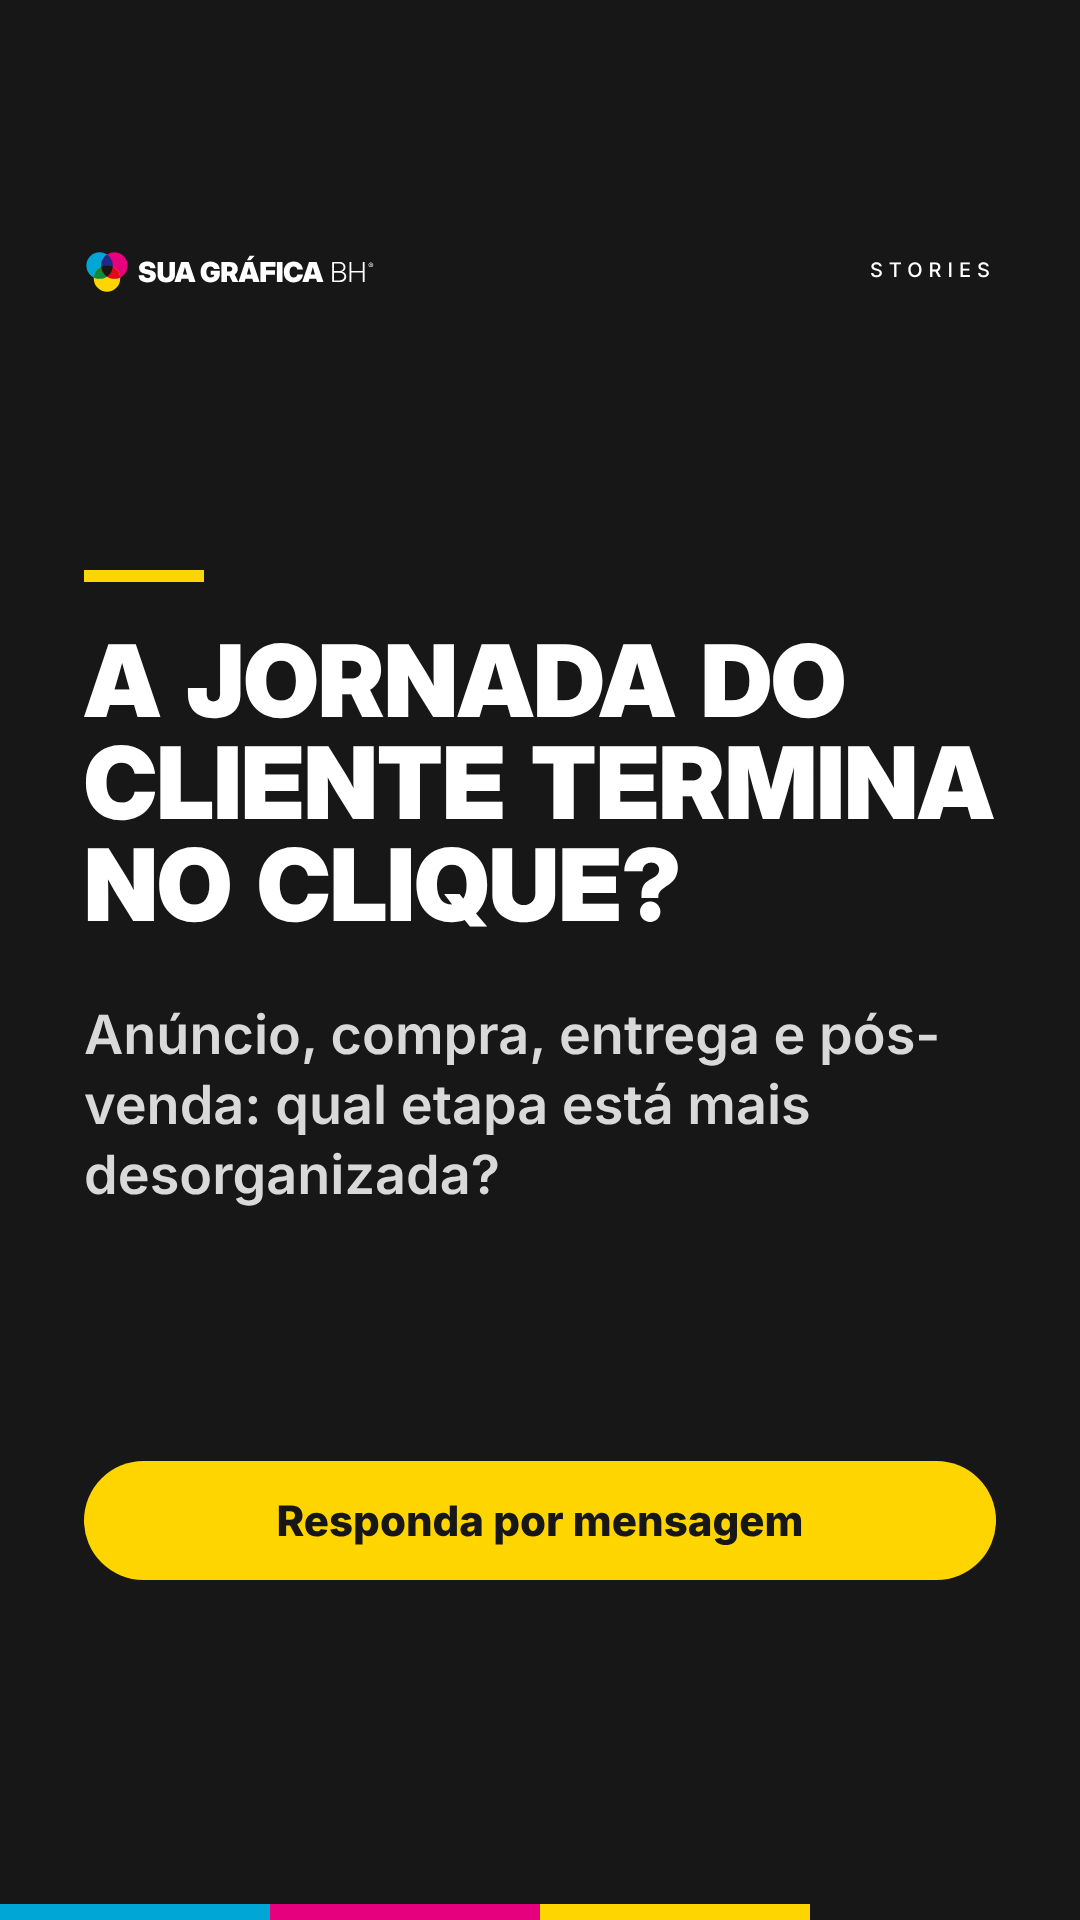 SUA GRÁFICA BH®
STORIES
A JORNADA DO
CLIENTE TERMINA
NO CLIQUE?
Anúncio, compra, entrega e pós-
venda: qual etapa está mais
desorganizada?
Responda por mensagem